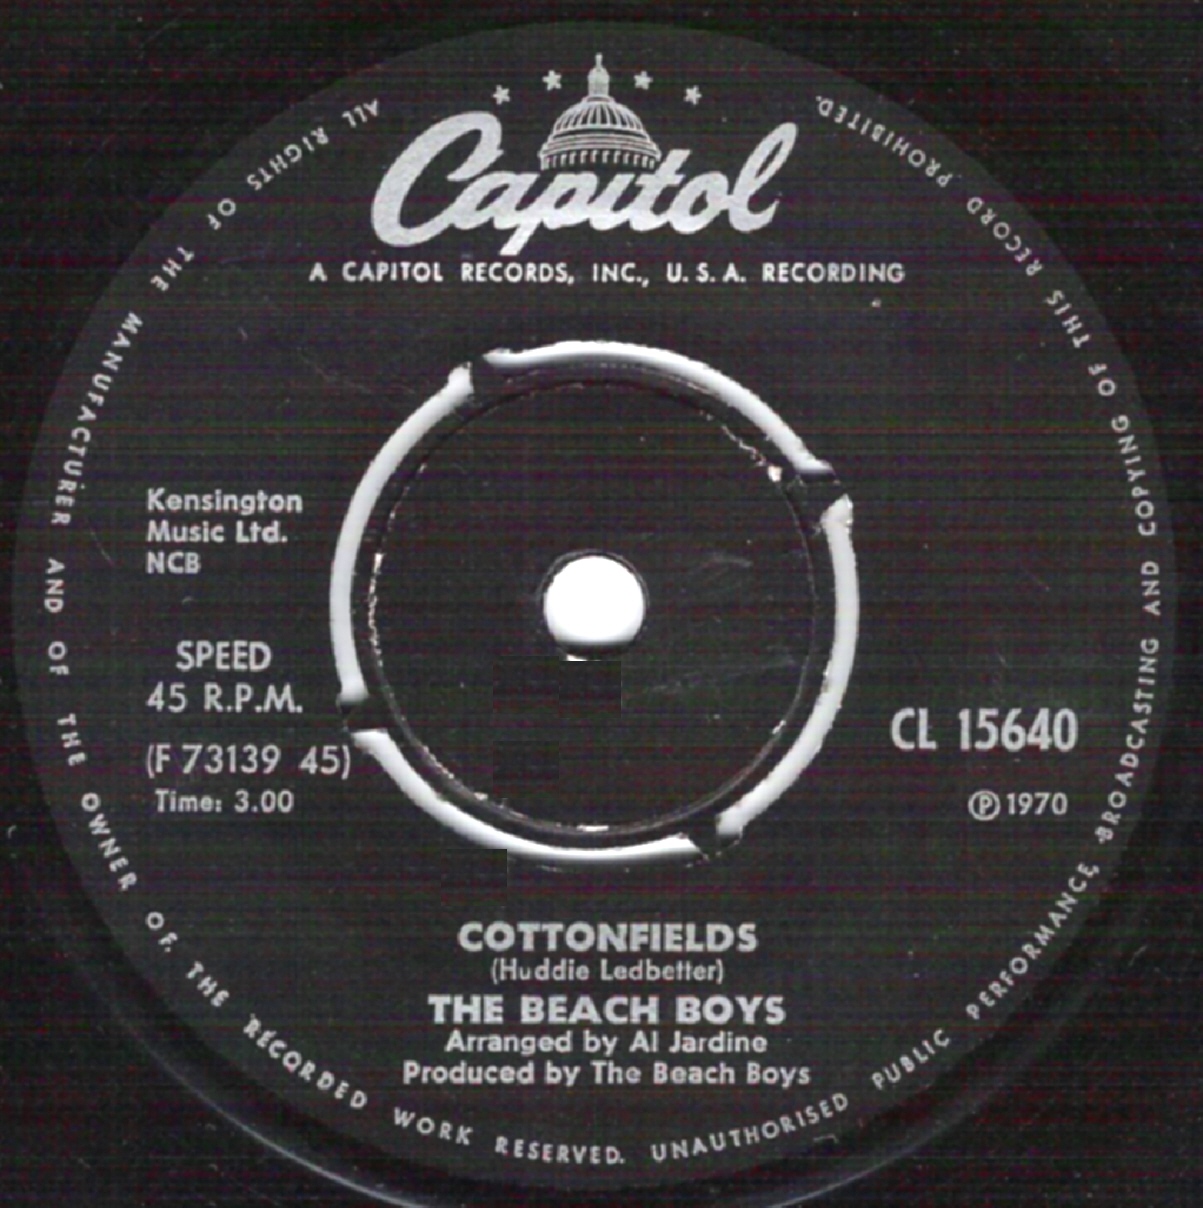 Capitol
A CAPITOL RECORDS, INC., U.S.A. RECORDING
Kensington
Music Ltd.
NCB
SPEED
45 R.P.M.
(F 73139 45)
Time: 3.00
CL 15640
℗ 1970
COTTONFIELDS
(Huddie Ledbetter)
THE BEACH BOYS
Arranged by Al Jardine
Produced by The Beach Boys
ALL RIGHTS OF THE MANUFACTURER AND OF THE OWNER OF THE RECORDED WORK RESERVED. UNAUTHORISED PUBLIC PERFORMANCE, BROADCASTING AND COPYING OF THIS RECORD PROHIBITED.